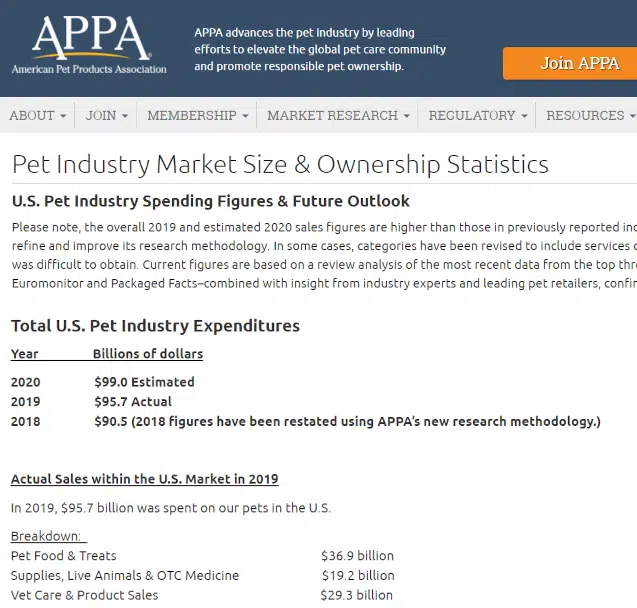 APPA
American Pet Products Association
APPA advances the pet industry by leading
efforts to elevate the global pet care community
and promote responsible pet ownership.
Join APPA
ABOUT JOIN MEMBERSHIP MARKET RESEARCH REGULATORY RESOURCES
Pet Industry Market Size & Ownership Statistics
U.S. Pet Industry Spending Figures & Future Outlook
Please note, the overall 2019 and estimated 2020 sales figures are higher than those in previously reported
refine and improve its research methodology. In some cases, categories have been revised to include services
was difficult to obtain. Current figures are based on a review analysis of the most recent data from the top
Euromonitor and Packaged Facts–combined with insight from industry experts and leading pet retailers,
Total U.S. Pet Industry Expenditures
Year Billions of dollars
2020 $99.0 Estimated
2019 $95.7 Actual
2018 $90.5 (2018 figures have been restated using APPA's new research methodology.)
Actual Sales within the U.S. Market in 2019
In 2019, $95.7 billion was spent on our pets in the U.S.
Breakdown:
Pet Food & Treats $36.9 billion
Supplies, Live Animals & OTC Medicine $19.2 billion
Vet Care & Product Sales $29.3 billion